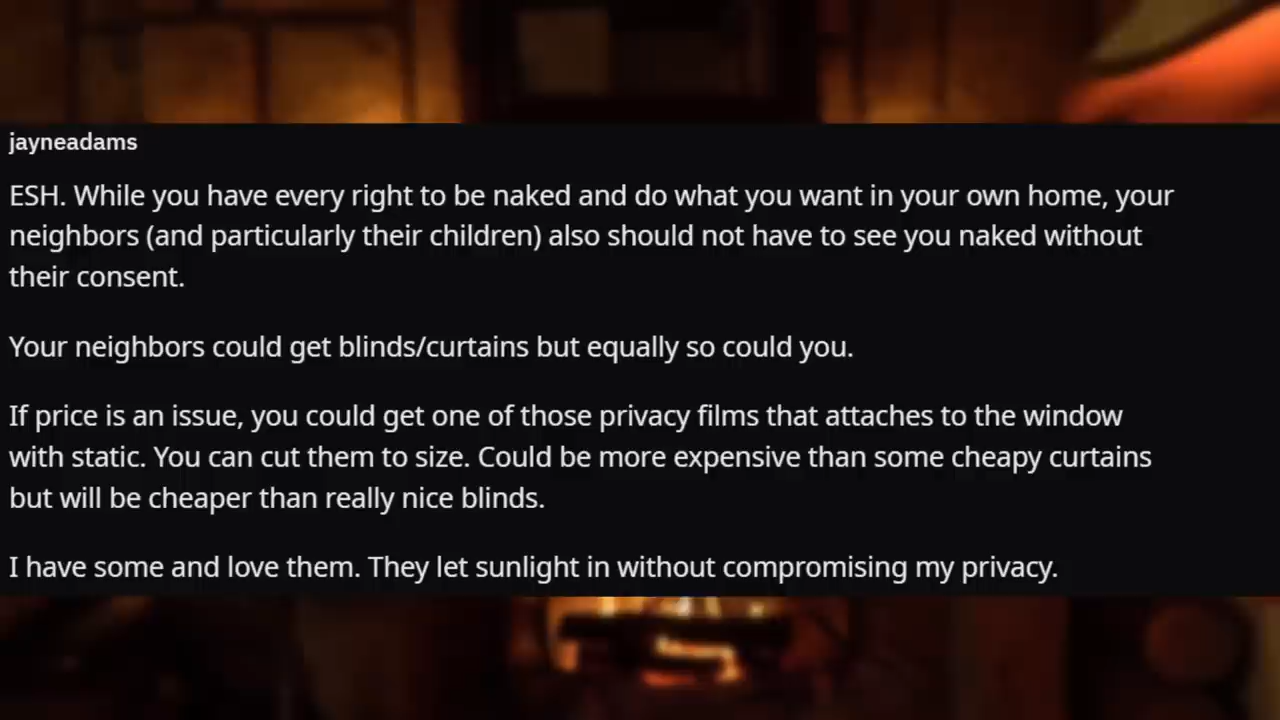 jayneadams
ESH. While you have every right to be naked and do what you want in your own home, your
neighbors (and particularly their children) also should not have to see you naked without
their consent.
Your neighbors could get blinds/curtains but equally so could you.
If price is an issue, you could get one of those privacy films that attaches to the window
with static. You can cut them to size. Could be more expensive than some cheapy curtains
but will be cheaper than really nice blinds.
I have some and love them. They let sunlight in without compromising my privacy.